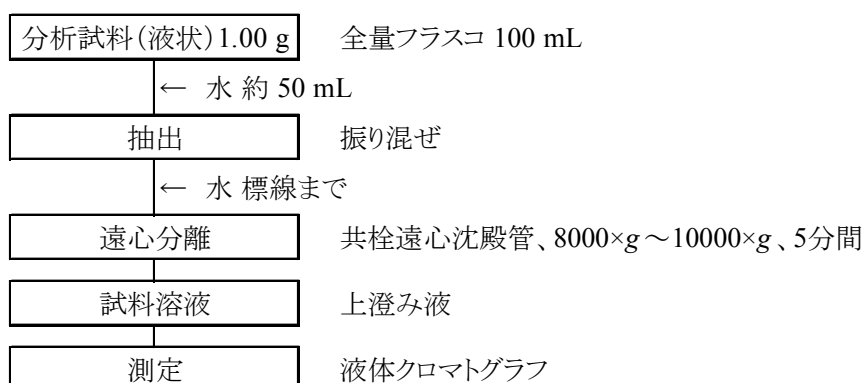 分析試料(液状)1.00 g 全量フラスコ 100 mL
← 水 約 50 mL
抽出 振り混ぜ
← 水 標線まで
遠心分離 共栓遠心沈殿管、8000×g～10000×g、5分間
試料溶液 上澄み液
測定 液体クロマトグラフ